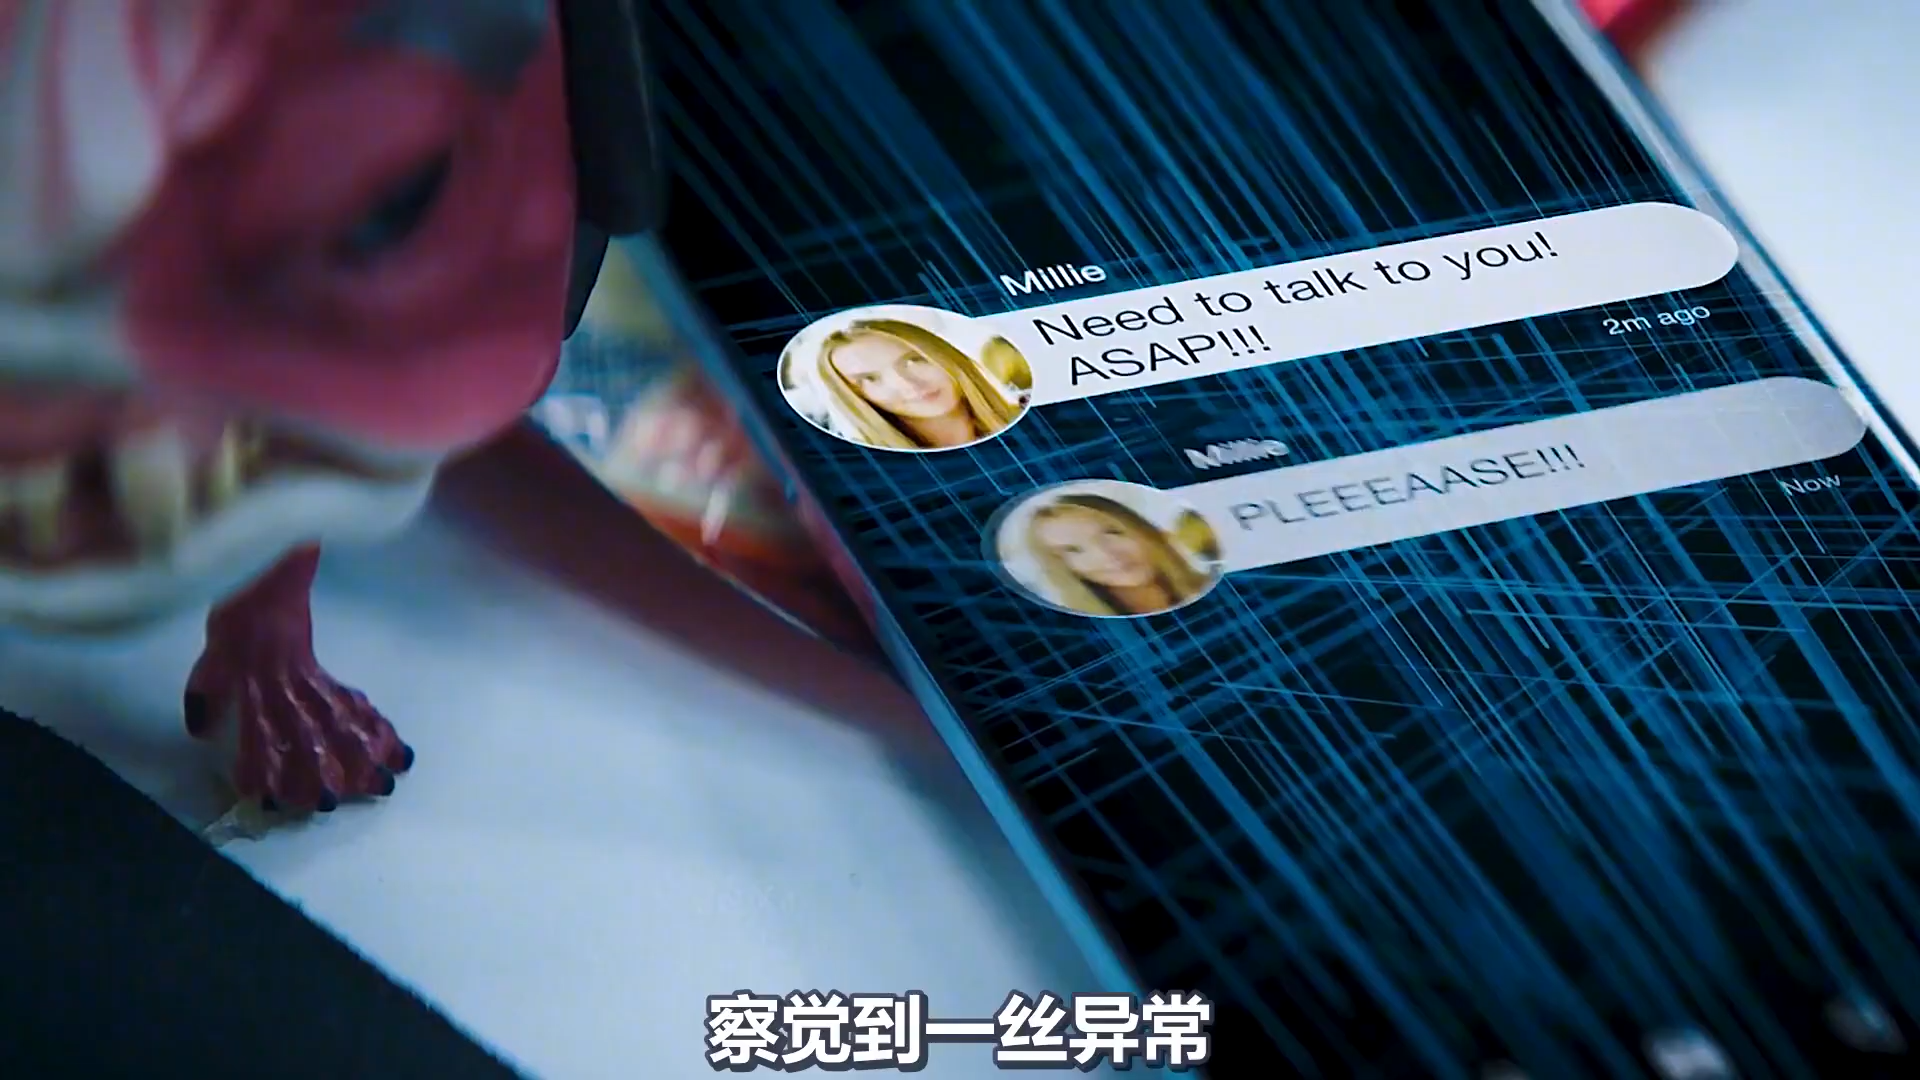 Millie
Need to talk to you!
ASAP!!!
2m ago
Millie
PLEEEAASE!!!
Now
察觉到一丝异常